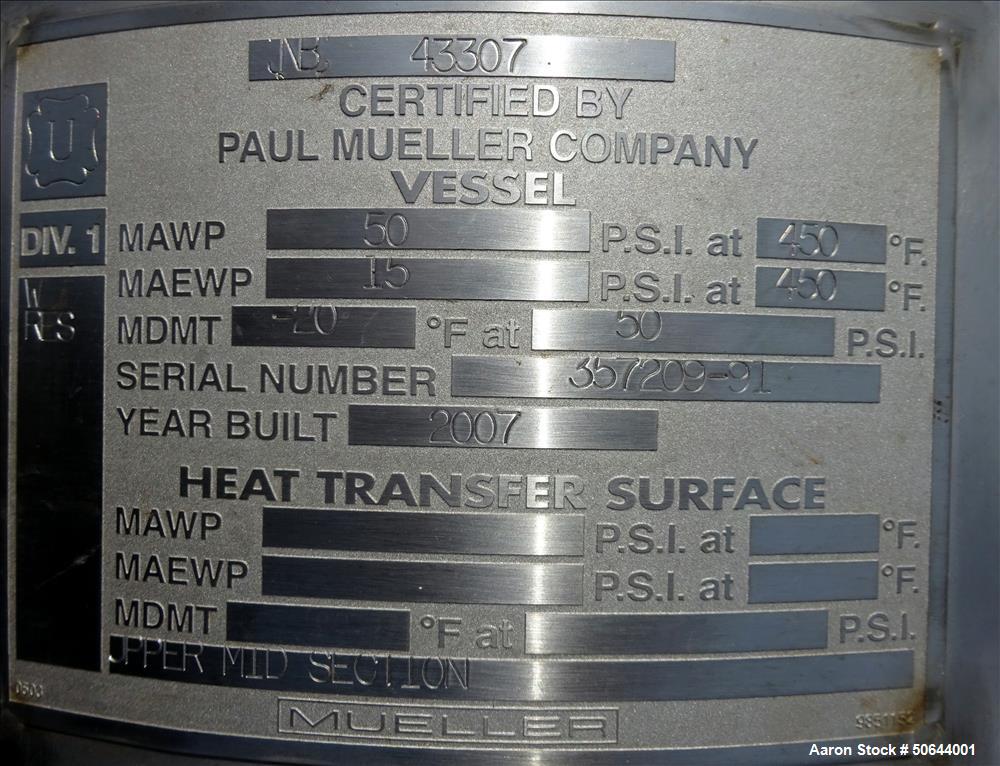 NB 43307
CERTIFIED BY
PAUL MUELLER COMPANY
VESSEL
U
DIV. 1
W
RES
MAWP 50 P.S.I. at 450 °F.
MAEWP 15 P.S.I. at 450 °F.
MDMT -20 °F at 50 P.S.I.
SERIAL NUMBER 357209-91
YEAR BUILT 2007
HEAT TRANSFER SURFACE
MAWP P.S.I. at °F.
MAEWP P.S.I. at °F.
MDMT °F at P.S.I.
UPPER MID SECTION
MUELLER
Aaron Stock # 50644001